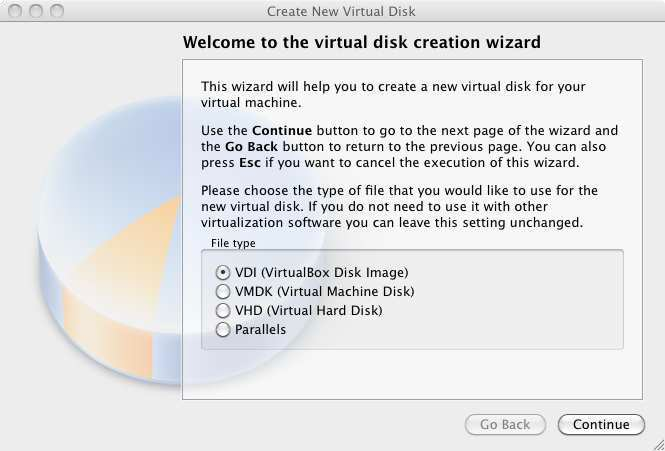 Create New Virtual Disk
Welcome to the virtual disk creation wizard
This wizard will help you to create a new virtual disk for your
virtual machine.
Use the Continue button to go to the next page of the wizard and
the Go Back button to return to the previous page. You can also
press Esc if you want to cancel the execution of this wizard.
Please choose the type of file that you would like to use for the
new virtual disk. If you do not need to use it with other
virtualization software you can leave this setting unchanged.
File type
VDI (VirtualBox Disk Image)
VMDK (Virtual Machine Disk)
VHD (Virtual Hard Disk)
Parallels
Go Back Continue